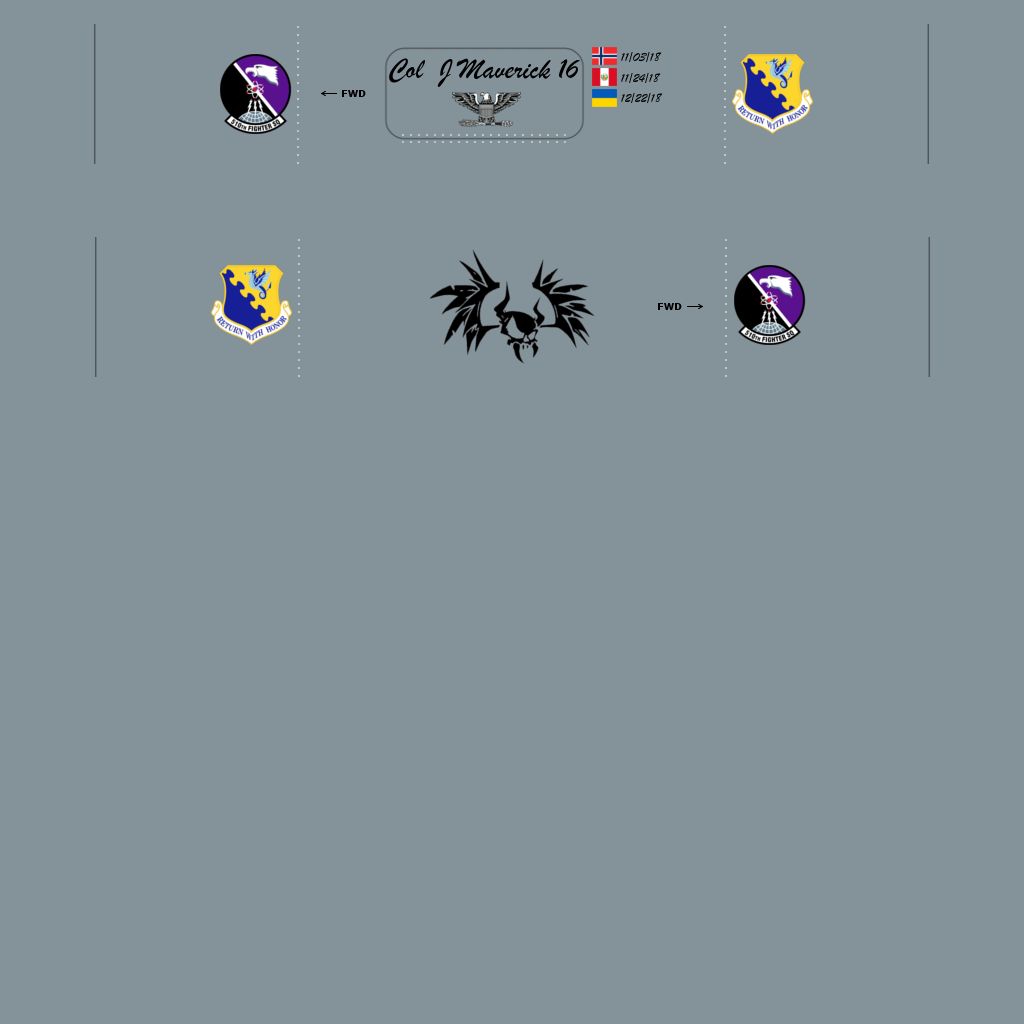 Col J Maverick 16
← FWD
11/03/18
11/24/18
12/22/18
510TH FIGHTER SQ
RETURN WITH HONOR
RETURN WITH HONOR
FWD →
510TH FIGHTER SQ